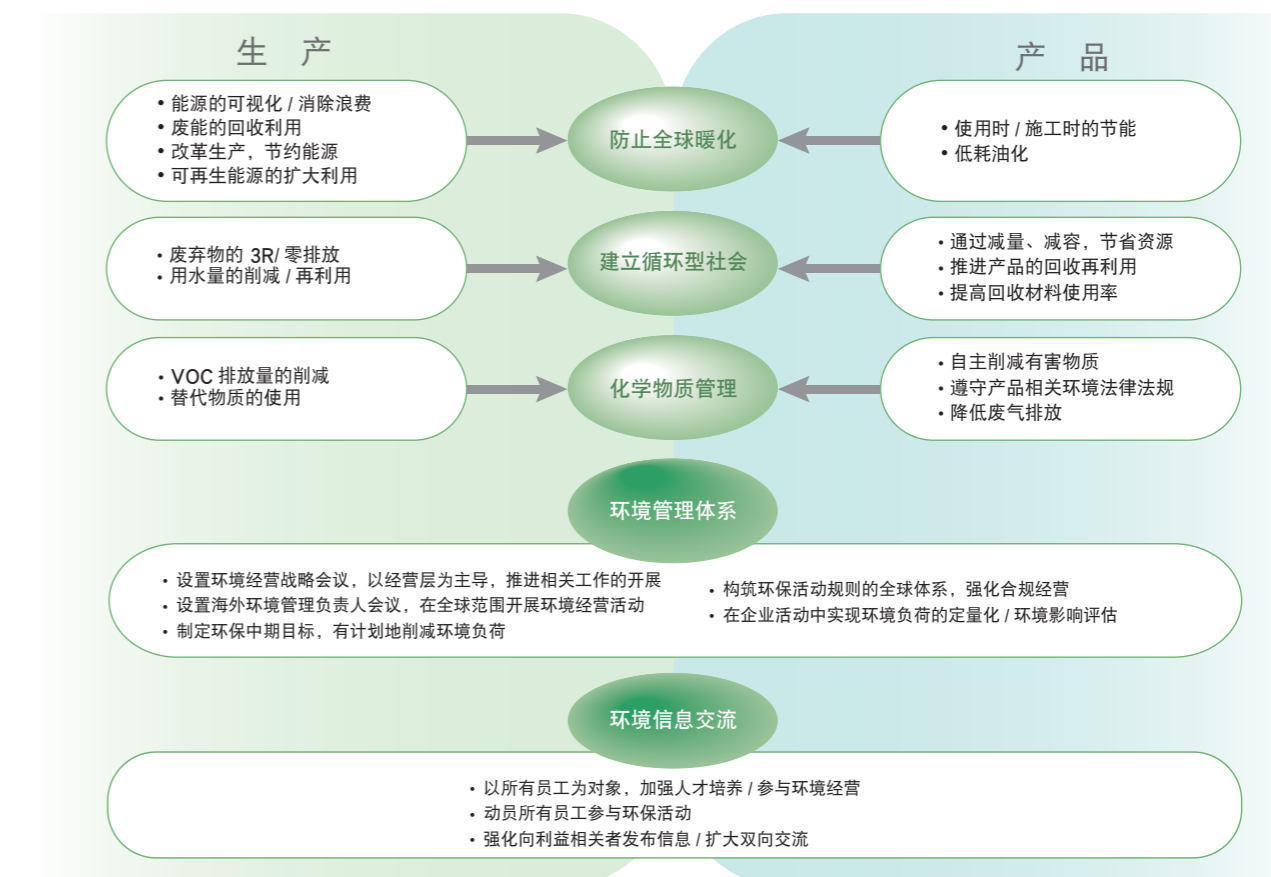 生 产
产 品
• 能源的可视化 / 消除浪费
• 废能的回收利用
• 改革生产，节约能源
• 可再生能源的扩大利用
防止全球暖化
• 使用时 / 施工时的节能
• 低耗油化
• 废弃物的 3R/ 零排放
• 用水量的削减 / 再利用
建立循环型社会
• 通过减量、减容，节省资源
• 推进产品的回收再利用
• 提高回收材料使用率
• VOC 排放量的削减
• 替代物质的使用
化学物质管理
• 自主削减有害物质
• 遵守产品相关环境法律法规
• 降低废气排放
环境管理体系
• 设置环境经营战略会议，以经营层为主导，推进相关工作的开展
• 设置海外环境管理负责人会议，在全球范围开展环境经营活动
• 制定环保中期目标，有计划地削减环境负荷
• 构筑环保活动规则的全球体系，强化合规经营
• 在企业活动中实现环境负荷的定量化 / 环境影响评估
环境信息交流
• 以所有员工为对象，加强人才培养 / 参与环境经营
• 动员所有员工参与环保活动
• 强化向利益相关者发布信息 / 扩大双向交流